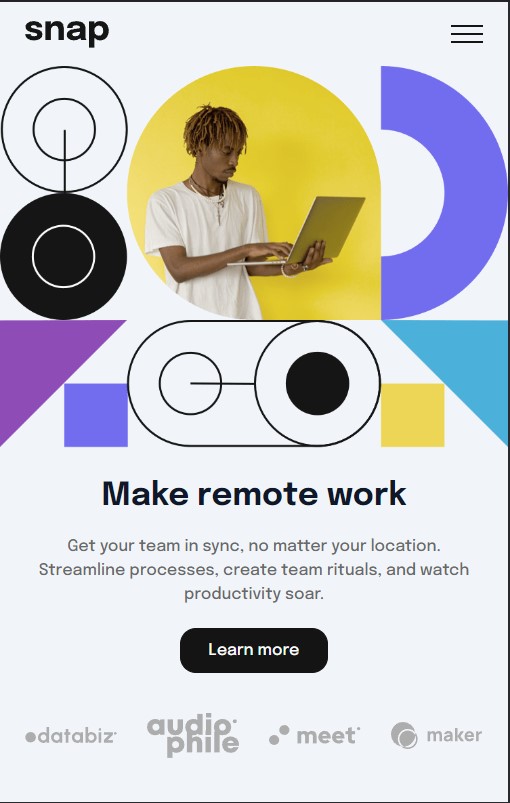 snap
Make remote work
Get your team in sync, no matter your location.
Streamline processes, create team rituals, and watch
productivity soar.
Learn more
databiz
audio
phile
meet
maker